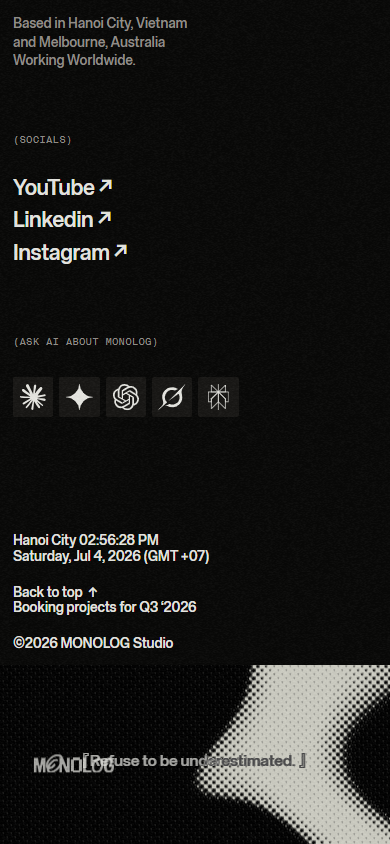 Based in Hanoi City, Vietnam
and Melbourne, Australia
Working Worldwide.
(SOCIALS)
YouTube ↗
Linkedin ↗
Instagram ↗
(ASK AI ABOUT MONOLOG)
Hanoi City 02:56:28 PM
Saturday, Jul 4, 2026 (GMT +07)
Back to top ↑
Booking projects for Q3 ‘2026
©2026 MONOLOG Studio
MONOLOG
⟦ Refuse to be underestimated. ⟧